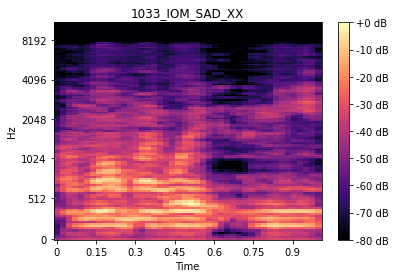 1033_IOM_SAD_XX
Hz
8192
4096
2048
1024
512
0
0
0.15
0.3
0.45
0.6
0.75
0.9
Time
+0 dB
-10 dB
-20 dB
-30 dB
-40 dB
-50 dB
-60 dB
-70 dB
-80 dB